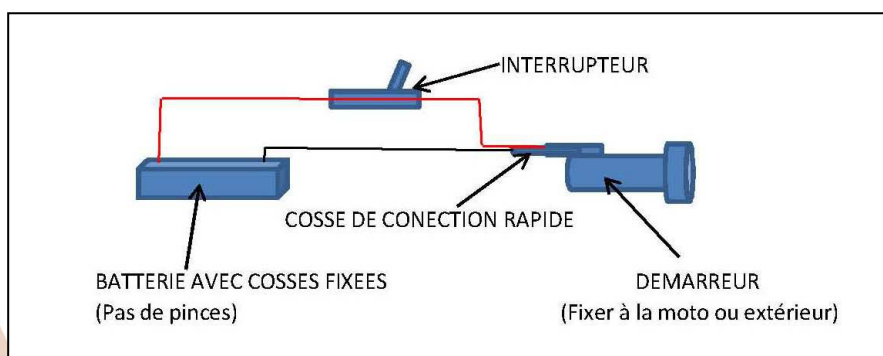 INTERRUPTEUR
COSSE DE CONECTION RAPIDE
BATTERIE AVEC COSSES FIXEES
(Pas de pinces)
DEMARREUR
(Fixer à la moto ou extérieur)